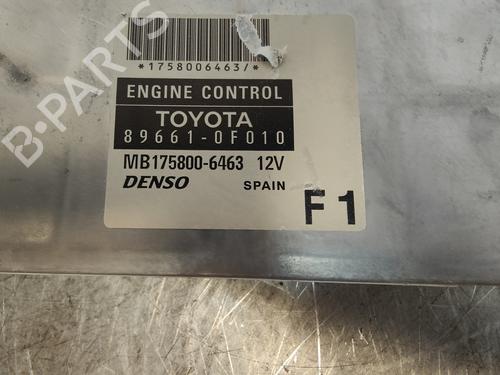 *1758006463/*
ENGINE CONTROL
TOYOTA
89661-0F010
MB175800-6463 12V
DENSO SPAIN
F1
B-PARTS